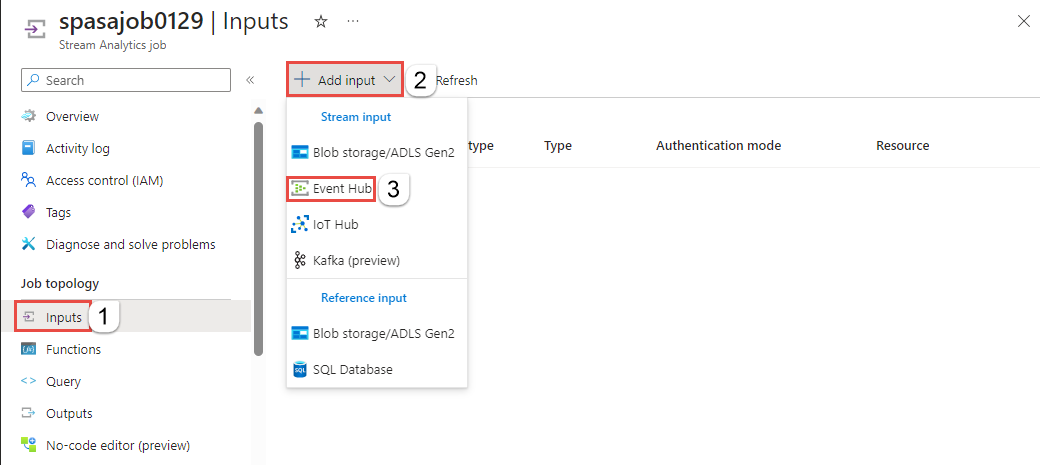 spasajob0129 | Inputs ☆ ...
Stream Analytics job
Search «
Overview
Activity log
Access control (IAM)
Tags
Diagnose and solve problems
Job topology
Inputs 1
Functions
Query
Outputs
No-code editor (preview)
+ Add input 2 Refresh
Stream input
Blob storage/ADLS Gen2
Event Hub 3
IoT Hub
Kafka (preview)
Reference input
Blob storage/ADLS Gen2
SQL Database
type Type Authentication mode Resource